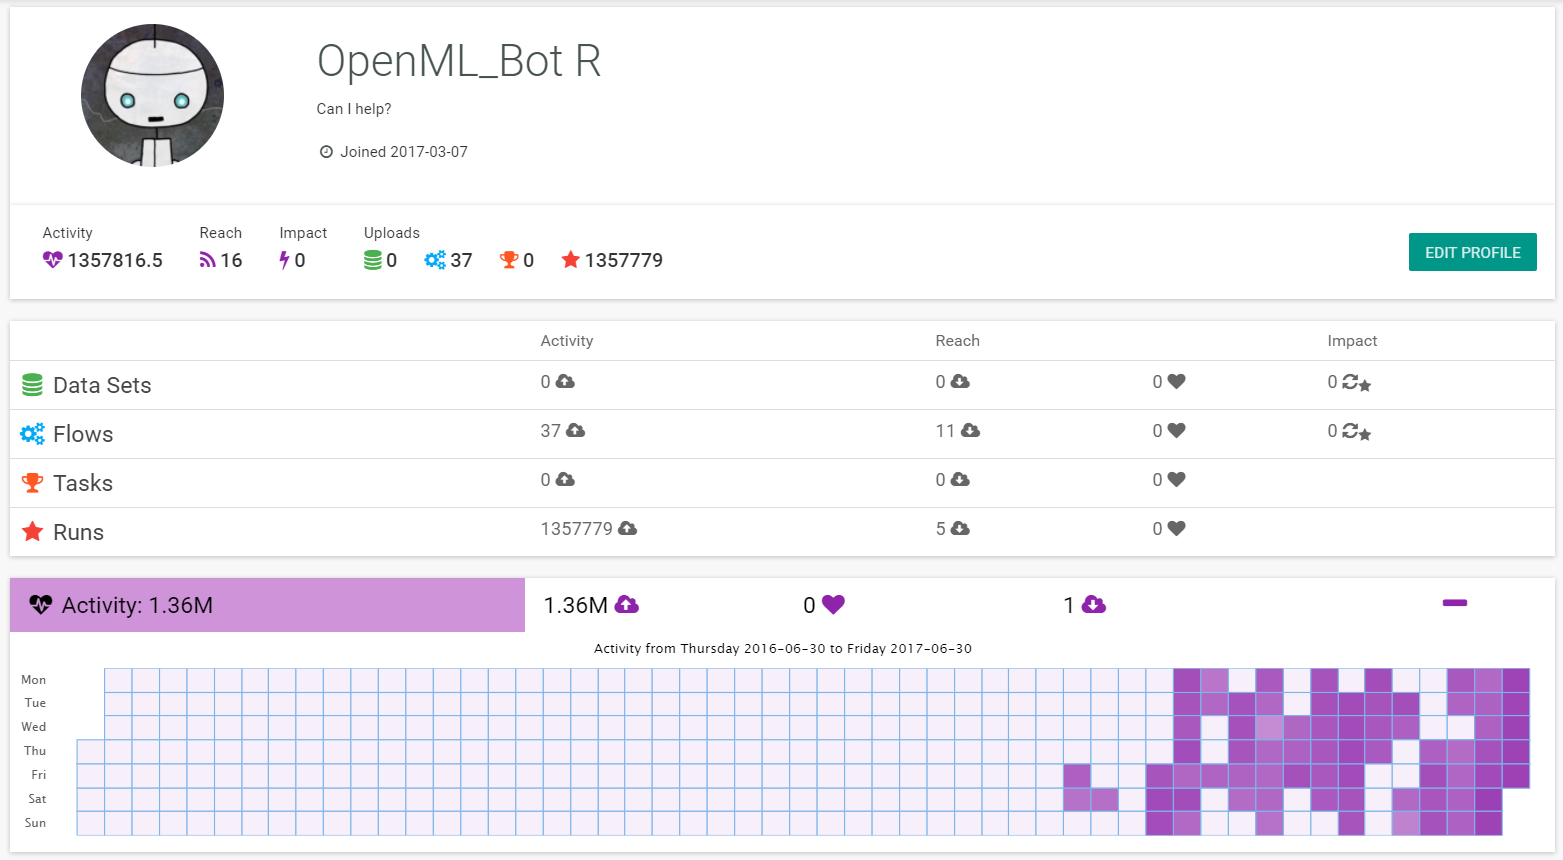 OpenML_Bot R
Can I help?
Joined 2017-03-07
Activity Reach Impact Uploads
1357816.5 16 0 0 37 0 1357779
EDIT PROFILE
Activity Reach Impact
Data Sets 0 0 0 0
Flows 37 11 0 0
Tasks 0 0 0
Runs 1357779 5 0
Activity: 1.36M 1.36M 0 1
Activity from Thursday 2016-06-30 to Friday 2017-06-30
Mon
Tue
Wed
Thu
Fri
Sat
Sun